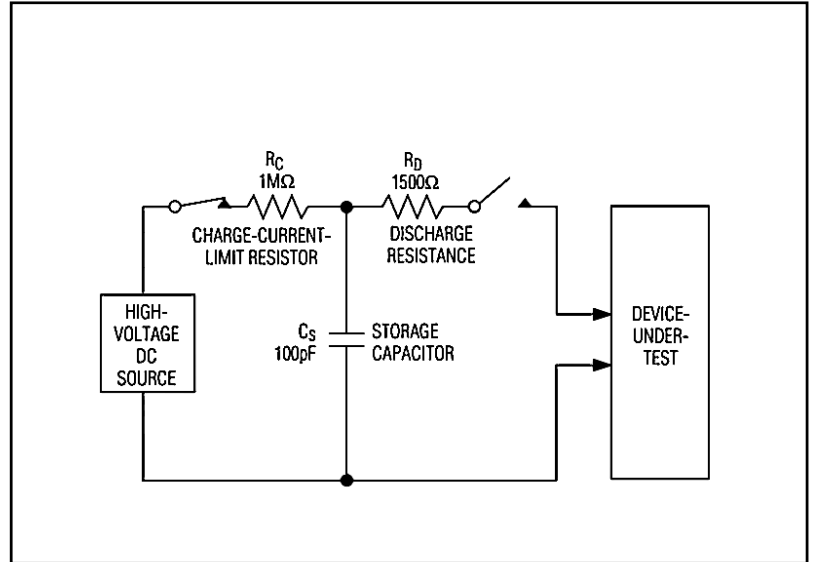 RC
1MΩ
CHARGE-CURRENT-
LIMIT RESISTOR
RD
1500Ω
DISCHARGE
RESISTANCE
HIGH-
VOLTAGE
DC
SOURCE
CS
100pF
STORAGE
CAPACITOR
DEVICE-
UNDER-
TEST